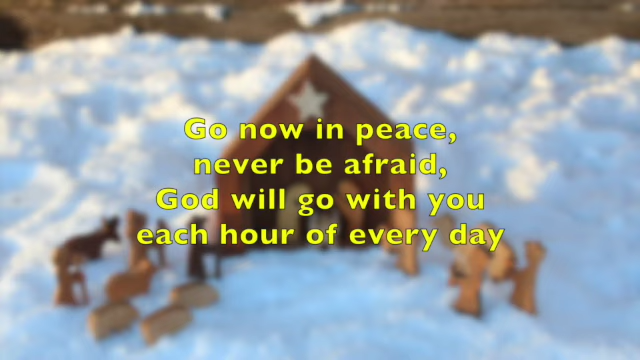 Go now in peace,
never be afraid,
God will go with you
each hour of every day